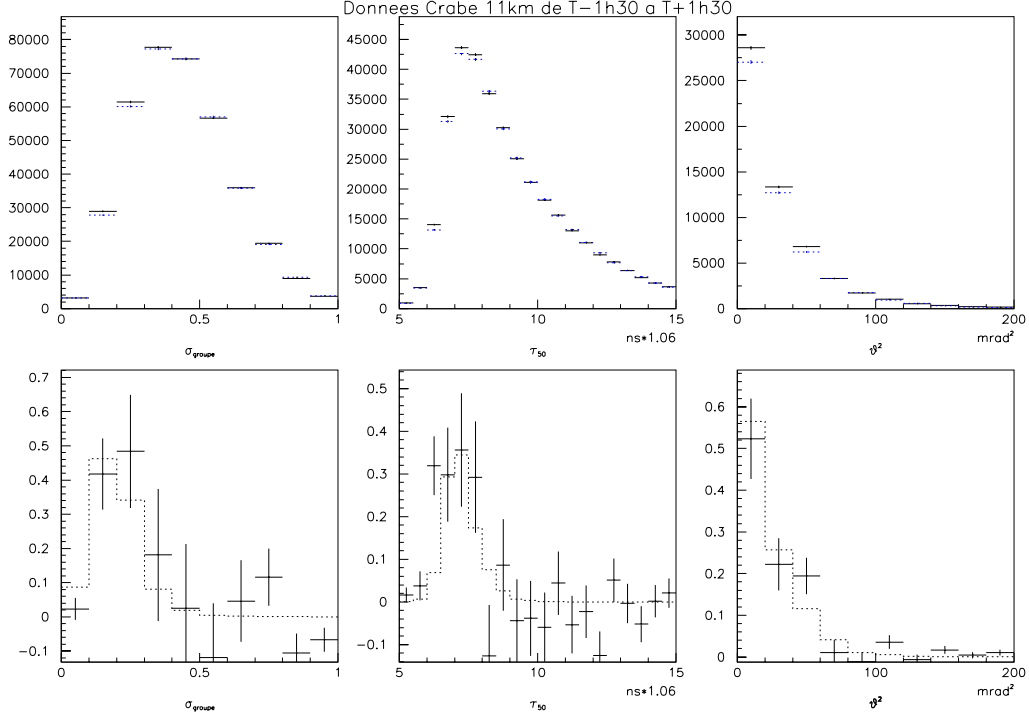 Donnees Crabe 11km de T−1h30 a T+1h30
80000
70000
60000
50000
40000
30000
20000
10000
0
0 0.5 1
σgroupe
45000
40000
35000
30000
25000
20000
15000
10000
5000
0
5 10 15
ns*1.06
τ50
30000
25000
20000
15000
10000
5000
0
0 100 200
mrad²
ϑ²
0.7
0.6
0.5
0.4
0.3
0.2
0.1
0
−0.1
0 0.5 1
σgroupe
0.5
0.4
0.3
0.2
0.1
0
−0.1
5 10 15
ns*1.06
τ50
0.6
0.5
0.4
0.3
0.2
0.1
0
0 100 200
mrad²
ϑ²